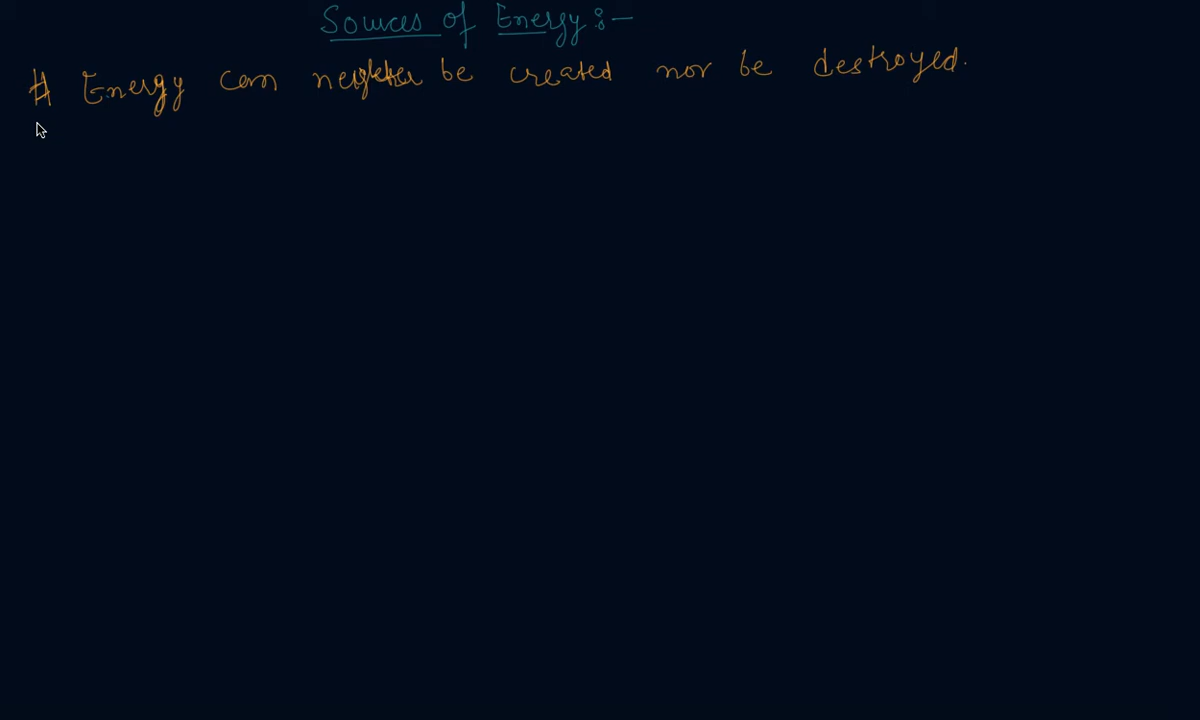 Sources of Energy :-
# Energy can neither be created nor be destroyed.